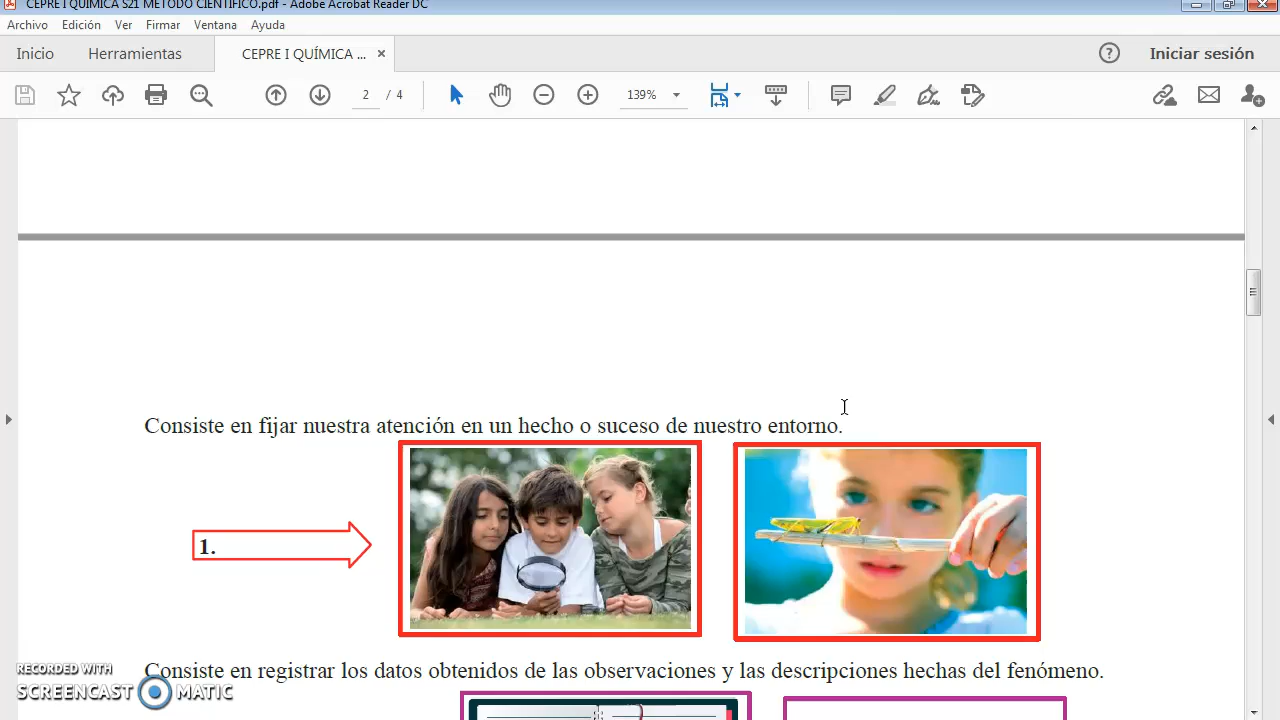 CEPRE I QUÍMICA S21 MÉTODO CIENTÍFICO.pdf - Adobe Acrobat Reader DC
Archivo Edición Ver Firmar Ventana Ayuda
Inicio Herramientas CEPRE I QUÍMICA ... × Iniciar sesión
2 / 4 139%
Consiste en fijar nuestra atención en un hecho o suceso de nuestro entorno.
1.
Consiste en registrar los datos obtenidos de las observaciones y las descripciones hechas del fenómeno.
RECORDED WITH
SCREENCAST MATIC